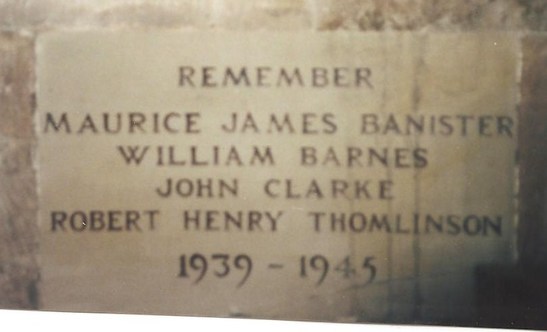 REMEMBER
MAURICE JAMES BANISTER
WILLIAM BARNES
JOHN CLARKE
ROBERT HENRY THOMLINSON
1939 - 1945